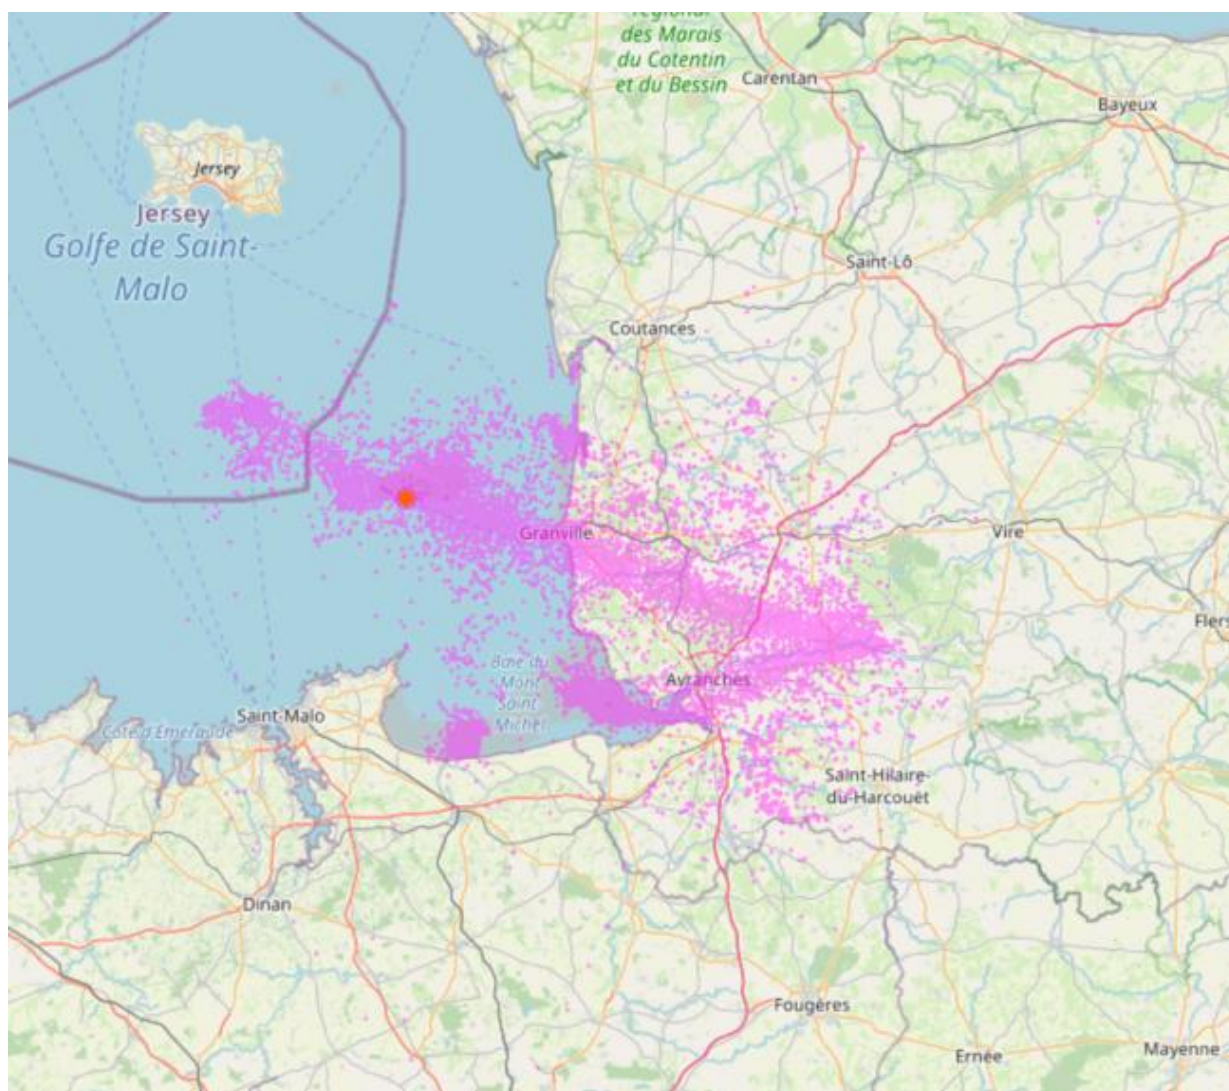 régional
des Marais
du Cotentin
et du Bessin
Carentan
Bayeux
Jersey
Jersey
Golfe de Saint-
Malo
Saint-Lô
Coutances
Granville
Vire
Flers
Baie du
Mont
Saint
Michel
Avranches
Saint-Malo
Côte d'Emeraude
Saint-Hilaire-
du-Harcouët
Dinan
Fougères
Ernée
Mayenne